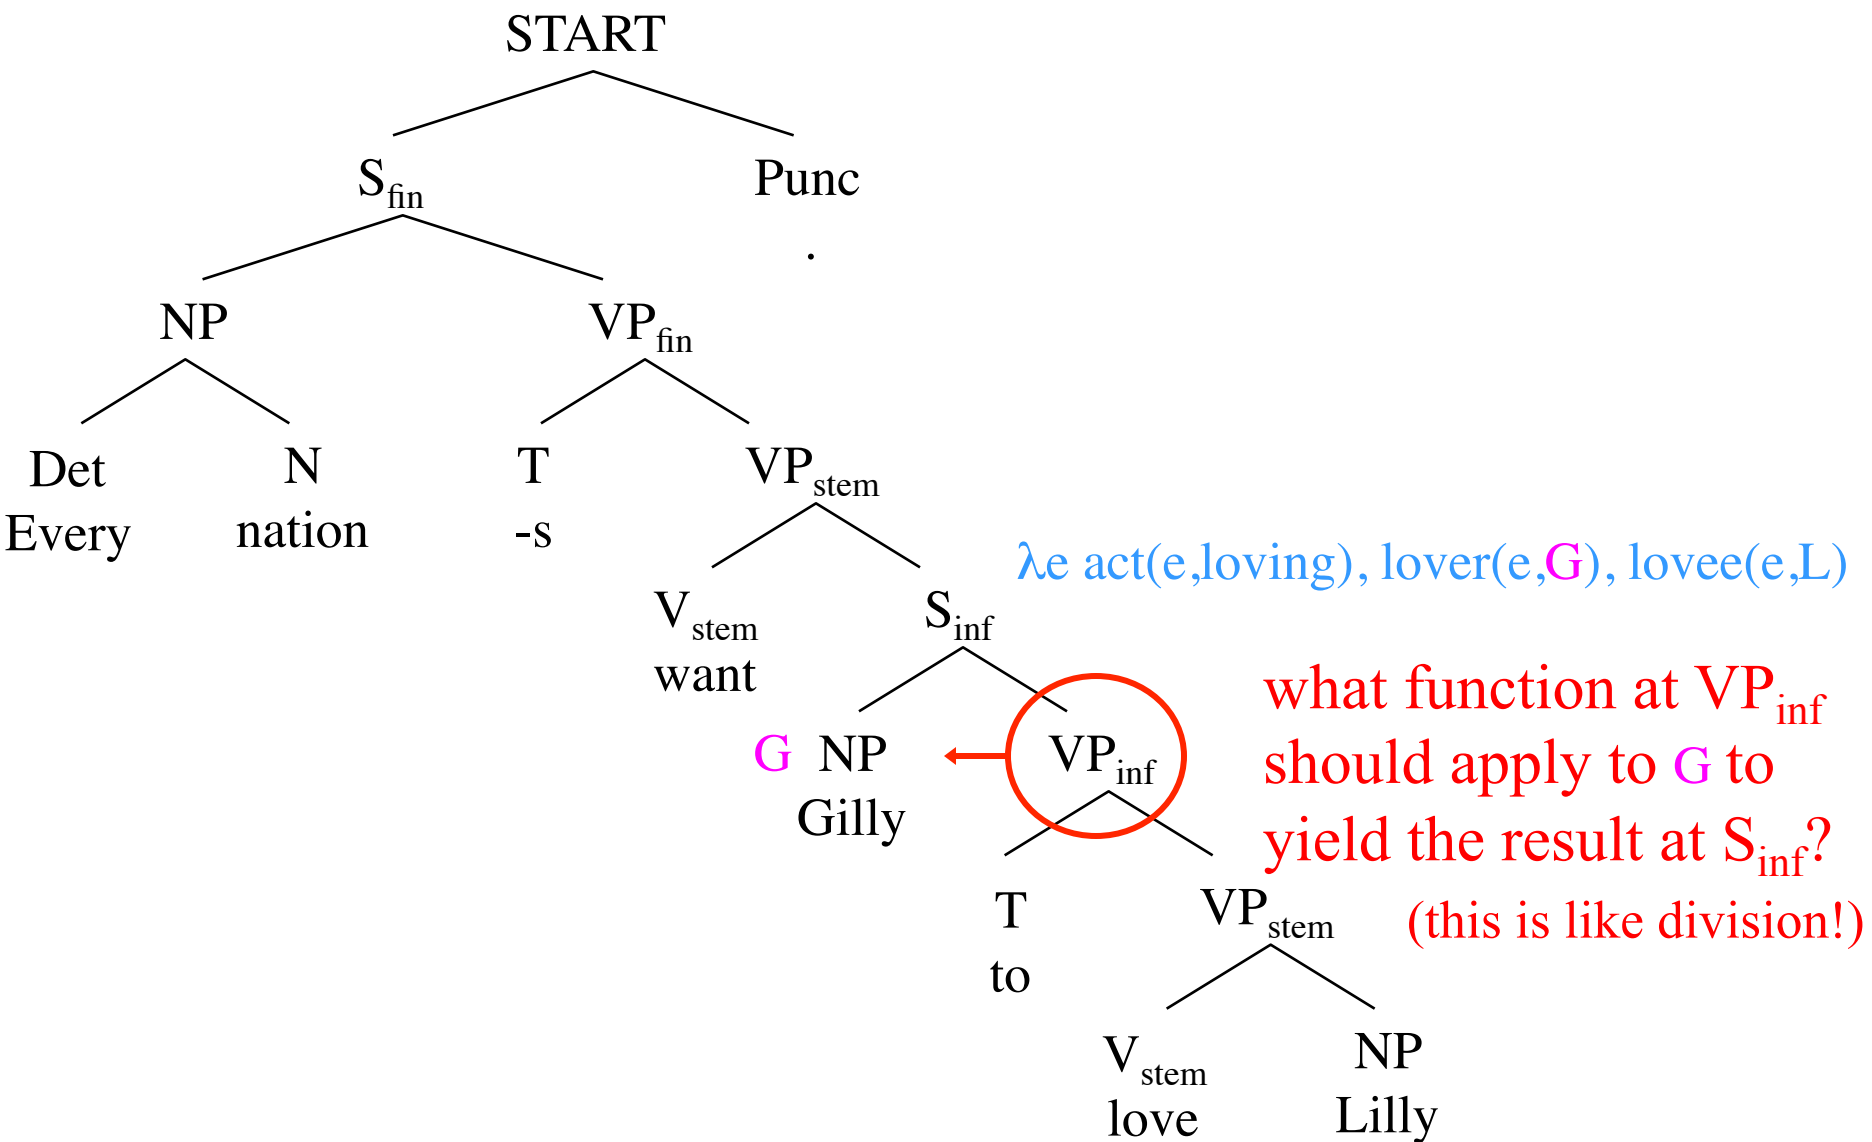 START
S_fin
Punc
.
NP
VP_fin
Det
N
T
VP_stem
Every
nation
-s
λe act(e,loving), lover(e,G), lovee(e,L)
V_stem
S_inf
want
what function at VP_inf
should apply to G to
yield the result at S_inf?
(this is like division!)
G NP
VP_inf
Gilly
T
VP_stem
to
V_stem
NP
love
Lilly